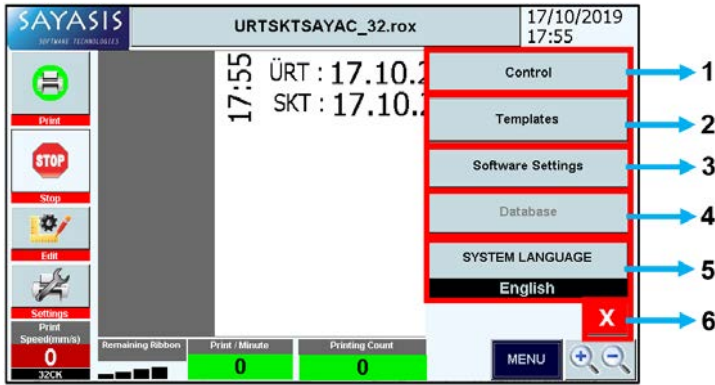 SAYASIS
SOFTWARE TECHNOLOGIES
URTSKTSAYAC_32.rox
17/10/2019
17:55
Print
Stop
STOP
Edit
Settings
Print
Speed(mm/s)
0
32CK
17:55
ÜRT : 17.10.2
SKT : 17.10.
Control
Templates
Software Settings
Database
SYSTEM LANGUAGE
English
X
1
2
3
4
5
6
Remaining Ribbon
Print / Minute
0
Printing Count
0
MENU